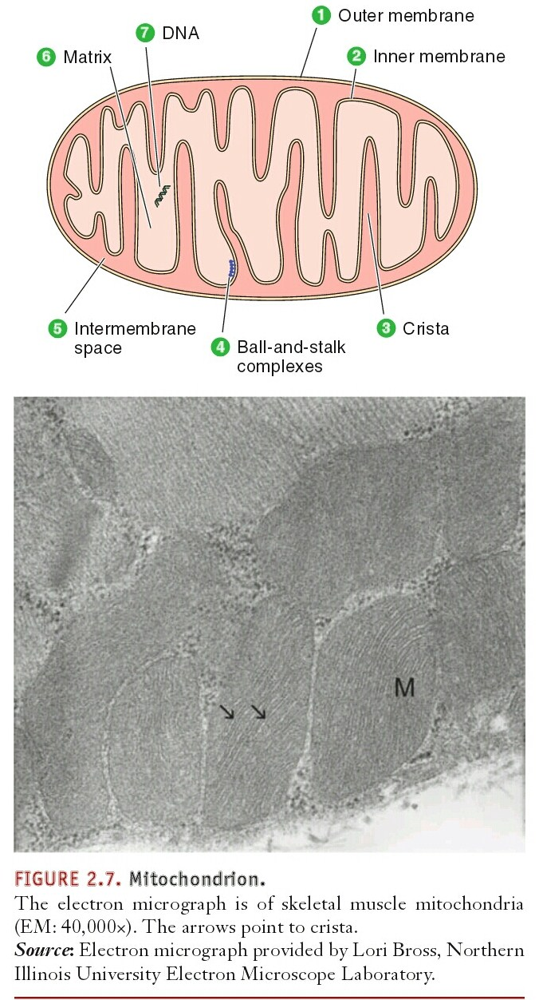 1 Outer membrane
7 DNA
6 Matrix
2 Inner membrane
5 Intermembrane
space
4 Ball-and-stalk
complexes
3 Crista
M
FIGURE 2.7. Mitochondrion.
The electron micrograph is of skeletal muscle mitochondria
(EM: 40,000×). The arrows point to crista.
Source: Electron micrograph provided by Lori Bross, Northern
Illinois University Electron Microscope Laboratory.